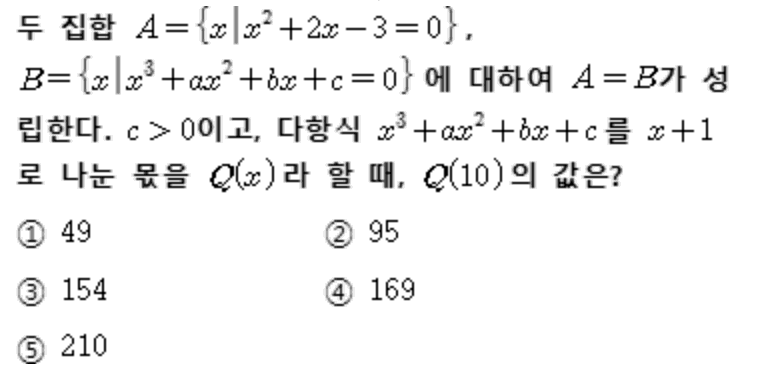 두 집합 A={x|x²+2x−3=0},
B={x|x³+ax²+bx+c=0}에 대하여 A=B가 성
립한다. c>0이고, 다항식 x³+ax²+bx+c를 x+1
로 나눈 몫을 Q(x)라 할 때, Q(10)의 값은?
① 49 ② 95
③ 154 ④ 169
⑤ 210